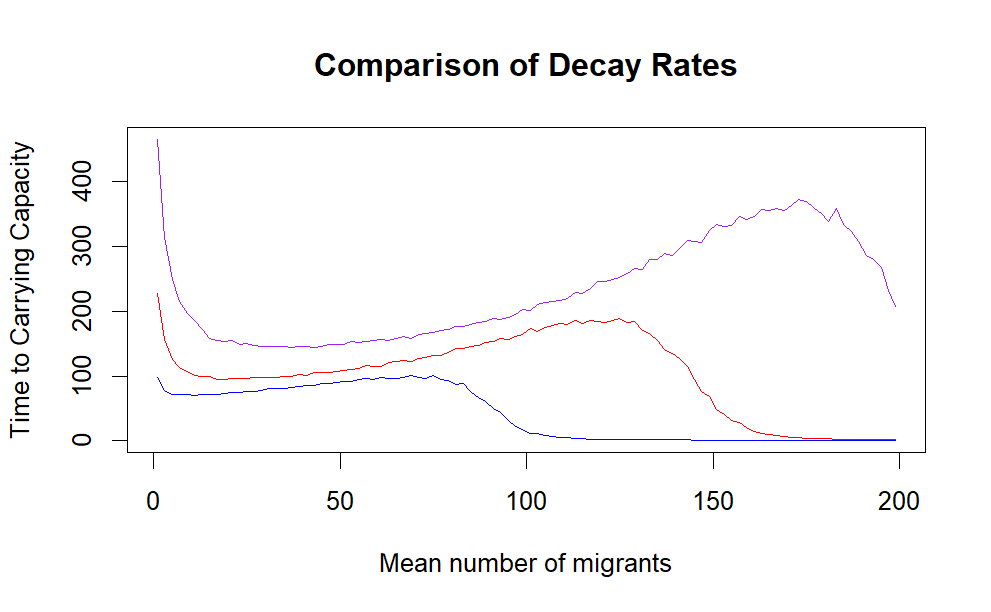 Comparison of Decay Rates
Time to Carrying Capacity
400
300
200
100
0
0 50 100 150 200
Mean number of migrants